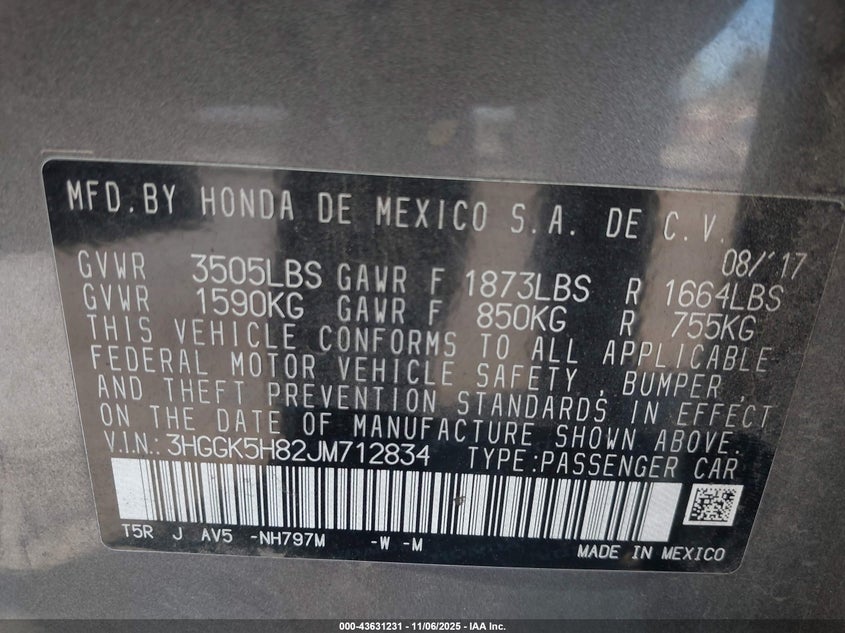 MFD.BY HONDA DE MEXICO S.A. DE C.V.
08/'17
GVWR 3505LBS GAWR F 1873LBS R 1664LBS
GVWR 1590KG GAWR F 850KG R 755KG
THIS VEHICLE CONFORMS TO ALL APPLICABLE
FEDERAL MOTOR VEHICLE SAFETY, BUMPER,
AND THEFT PREVENTION STANDARDS IN EFFECT
ON THE DATE OF MANUFACTURE SHOWN ABOVE.
V.I.N.: 3HGGK5H82JM712834 TYPE:PASSENGER CAR
T5R J AV5 -NH797M -W -M
MADE IN MEXICO
000-43631231 - 11/06/2025 - IAA Inc.